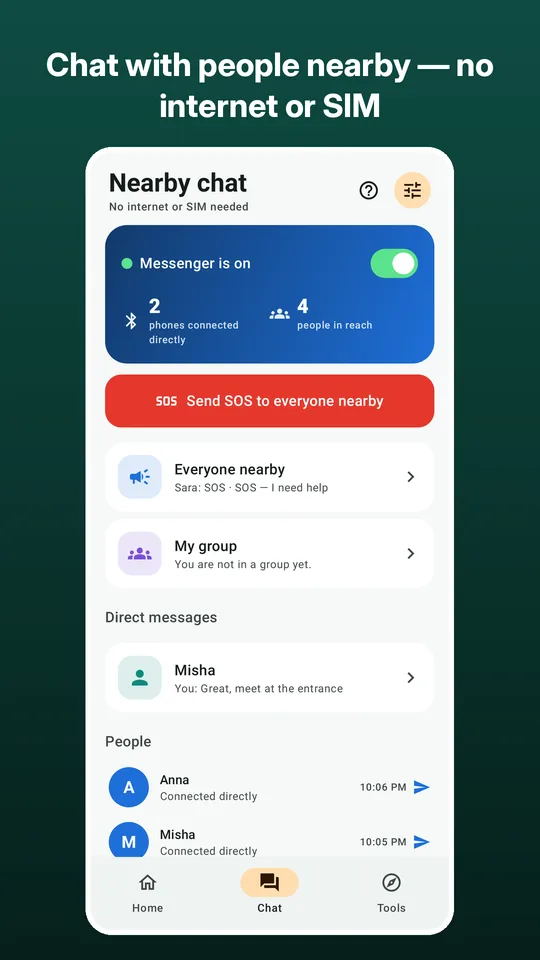 Chat with people nearby — no
internet or SIM
Nearby chat
No internet or SIM needed
Messenger is on
2
phones connected
directly
4
people in reach
SOS Send SOS to everyone nearby
Everyone nearby
Sara: SOS · SOS — I need help
My group
You are not in a group yet.
Direct messages
Misha
You: Great, meet at the entrance
People
A
Anna
Connected directly
10:06 PM
M
Misha
Connected directly
10:05 PM
Home
Chat
Tools